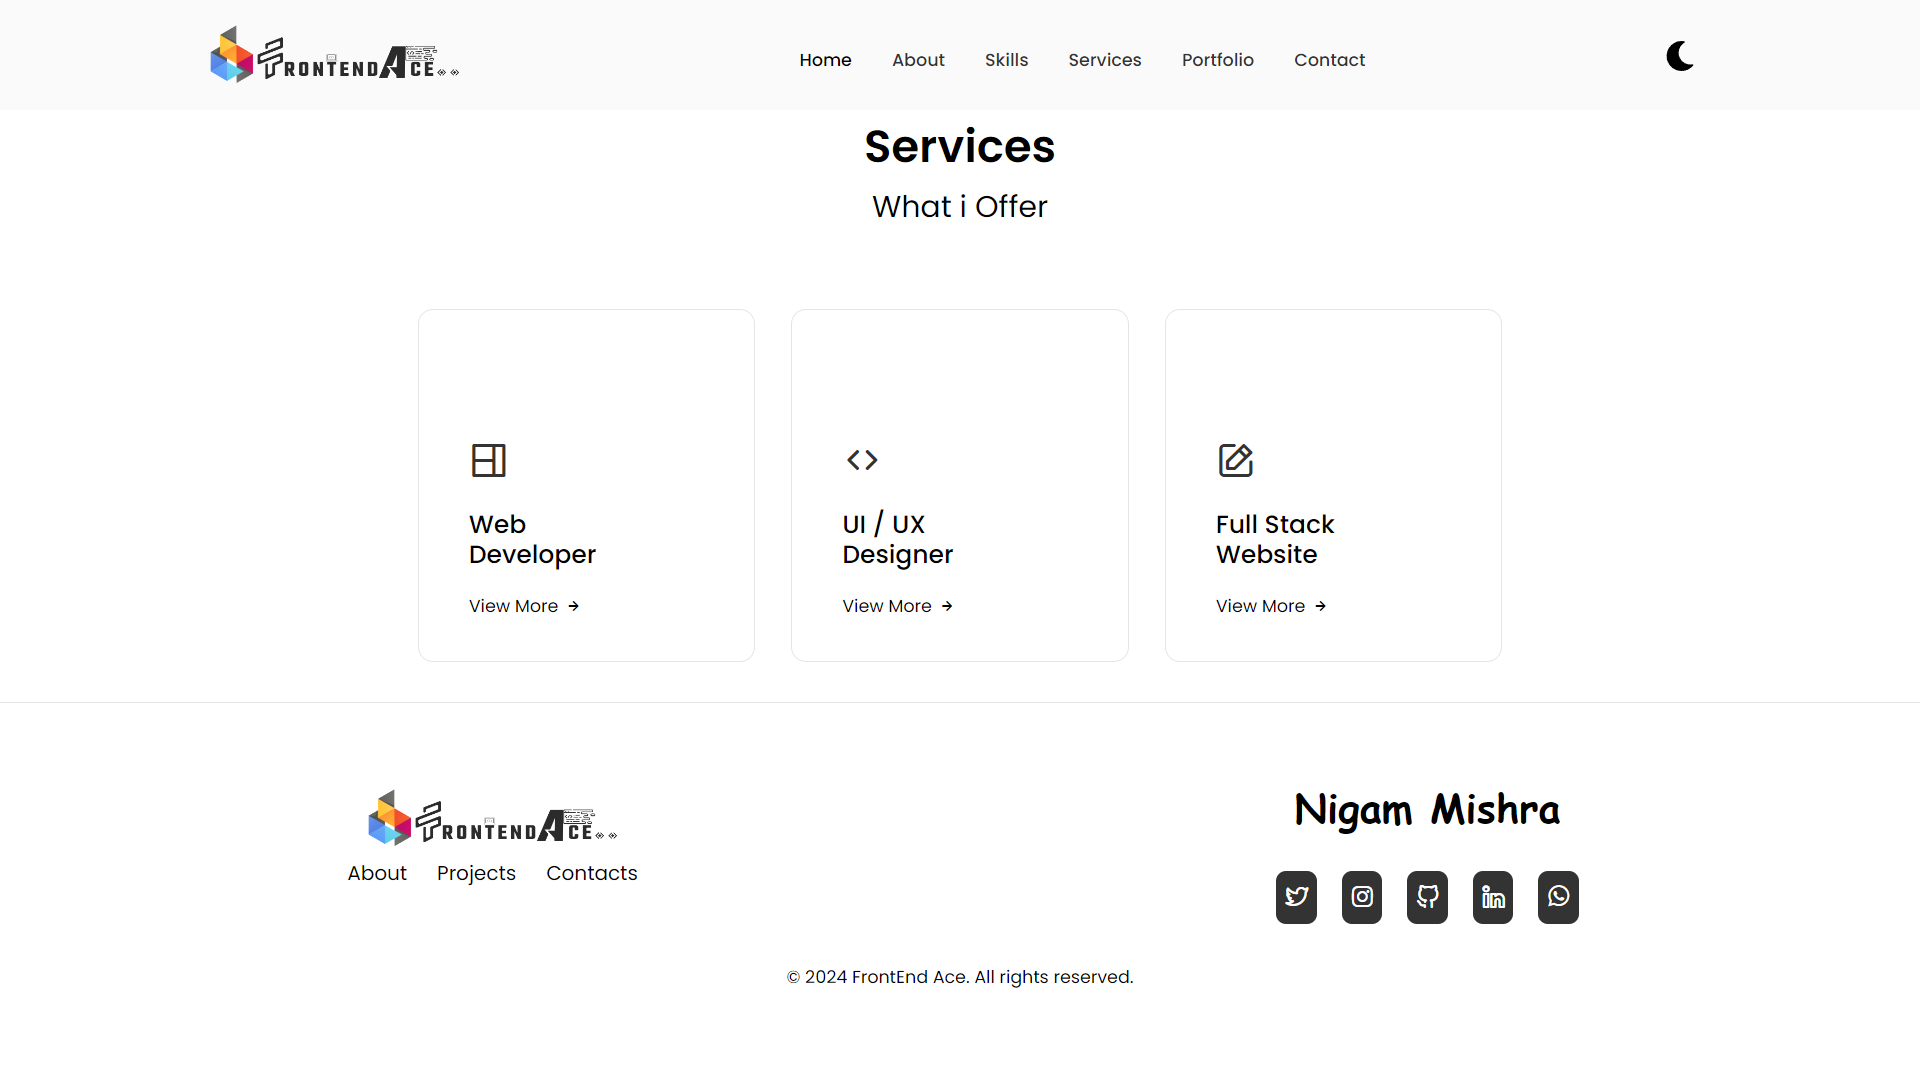 FRONTENDACE
Home About Skills Services Portfolio Contact
Services
What i Offer
Web
Developer
View More
UI / UX
Designer
View More
Full Stack
Website
View More
FRONTENDACE
About Projects Contacts
Nigam Mishra
© 2024 FrontEnd Ace. All rights reserved.